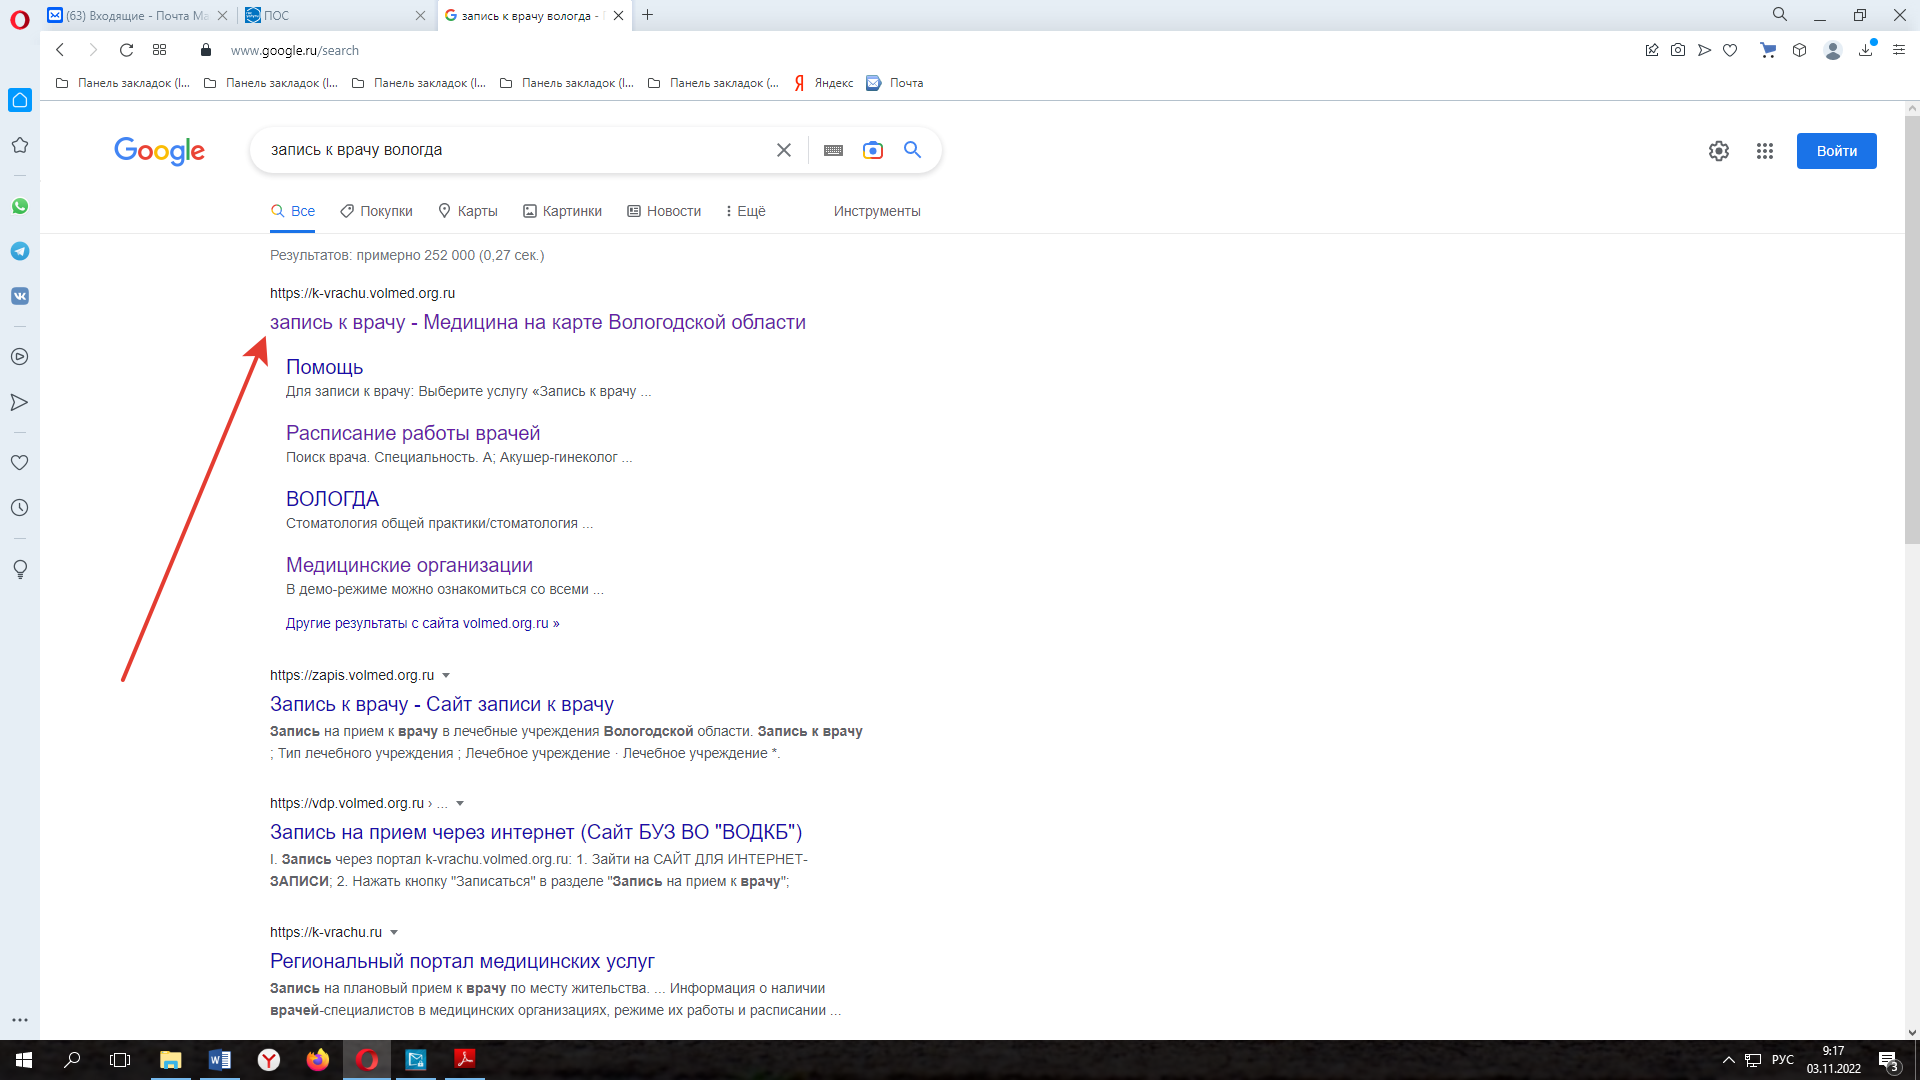 (63) Входящие - Почта Ma
ПОС
запись к врачу вологда -
www.google.ru/search
Панель закладок (I...
Панель закладок (I...
Панель закладок (I...
Панель закладок (I...
Панель закладок (...
Яндекс
Почта
Google
запись к врачу вологда
Войти
Все
Покупки
Карты
Картинки
Новости
Ещё
Инструменты
Результатов: примерно 252 000 (0,27 сек.)
https://k-vrachu.volmed.org.ru
запись к врачу - Медицина на карте Вологодской области
Помощь
Для записи к врачу: Выберите услугу «Запись к врачу ...
Расписание работы врачей
Поиск врача. Специальность. А; Акушер-гинеколог ...
ВОЛОГДА
Стоматология общей практики/стоматология ...
Медицинские организации
В демо-режиме можно ознакомиться со всеми ...
Другие результаты с сайта volmed.org.ru »
https://zapis.volmed.org.ru
Запись к врачу - Сайт записи к врачу
Запись на прием к врачу в лечебные учреждения Вологодской области. Запись к врачу
; Тип лечебного учреждения ; Лечебное учреждение · Лечебное учреждение *.
https://vdp.volmed.org.ru › ...
Запись на прием через интернет (Сайт БУЗ ВО "ВОДКБ")
I. Запись через портал k-vrachu.volmed.org.ru: 1. Зайти на САЙТ ДЛЯ ИНТЕРНЕТ-
ЗАПИСИ; 2. Нажать кнопку "Записаться" в разделе "Запись на прием к врачу";
https://k-vrachu.ru
Региональный портал медицинских услуг
Запись на плановый прием к врачу по месту жительства. ... Информация о наличии
врачей-специалистов в медицинских организациях, режиме их работы и расписании ...
РУС
9:17
03.11.2022
3